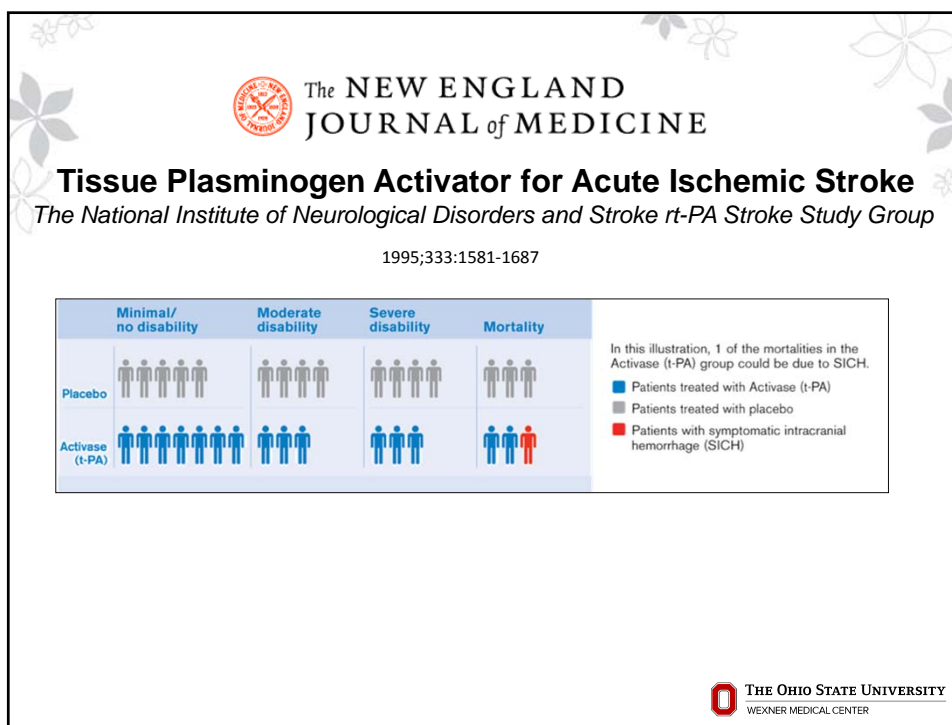 The NEW ENGLAND
JOURNAL of MEDICINE
Tissue Plasminogen Activator for Acute Ischemic Stroke
The National Institute of Neurological Disorders and Stroke rt-PA Stroke Study Group
1995;333:1581-1687
Minimal/
no disability
Moderate
disability
Severe
disability
Mortality
Placebo
Activase
(t-PA)
In this illustration, 1 of the mortalities in the
Activase (t-PA) group could be due to SICH.
Patients treated with Activase (t-PA)
Patients treated with placebo
Patients with symptomatic intracranial
hemorrhage (SICH)
THE OHIO STATE UNIVERSITY
WEXNER MEDICAL CENTER